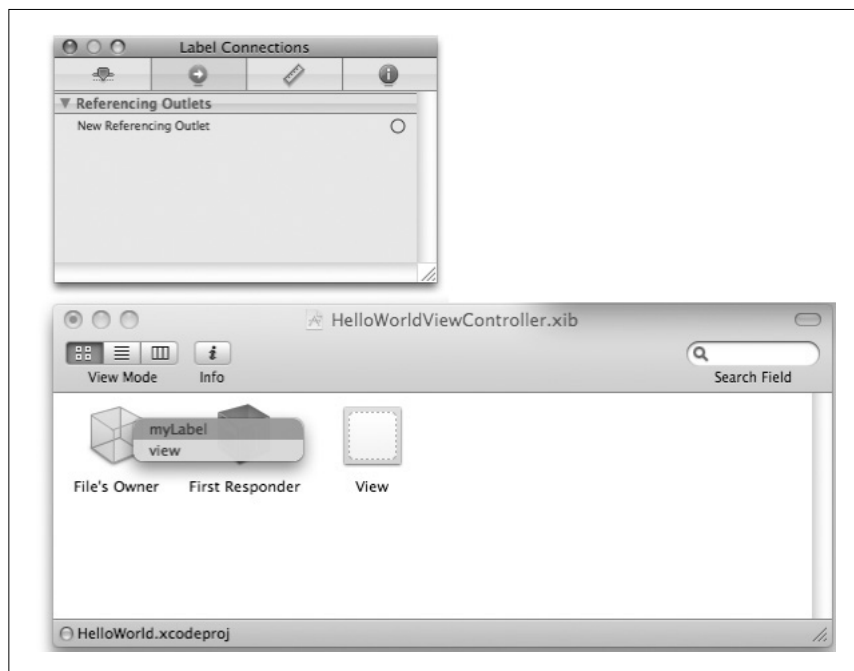 Label Connections
Referencing Outlets
New Referencing Outlet
HelloWorldViewController.xib
View Mode
Info
Search Field
myLabel
view
File's Owner
First Responder
View
HelloWorld.xcodeproj